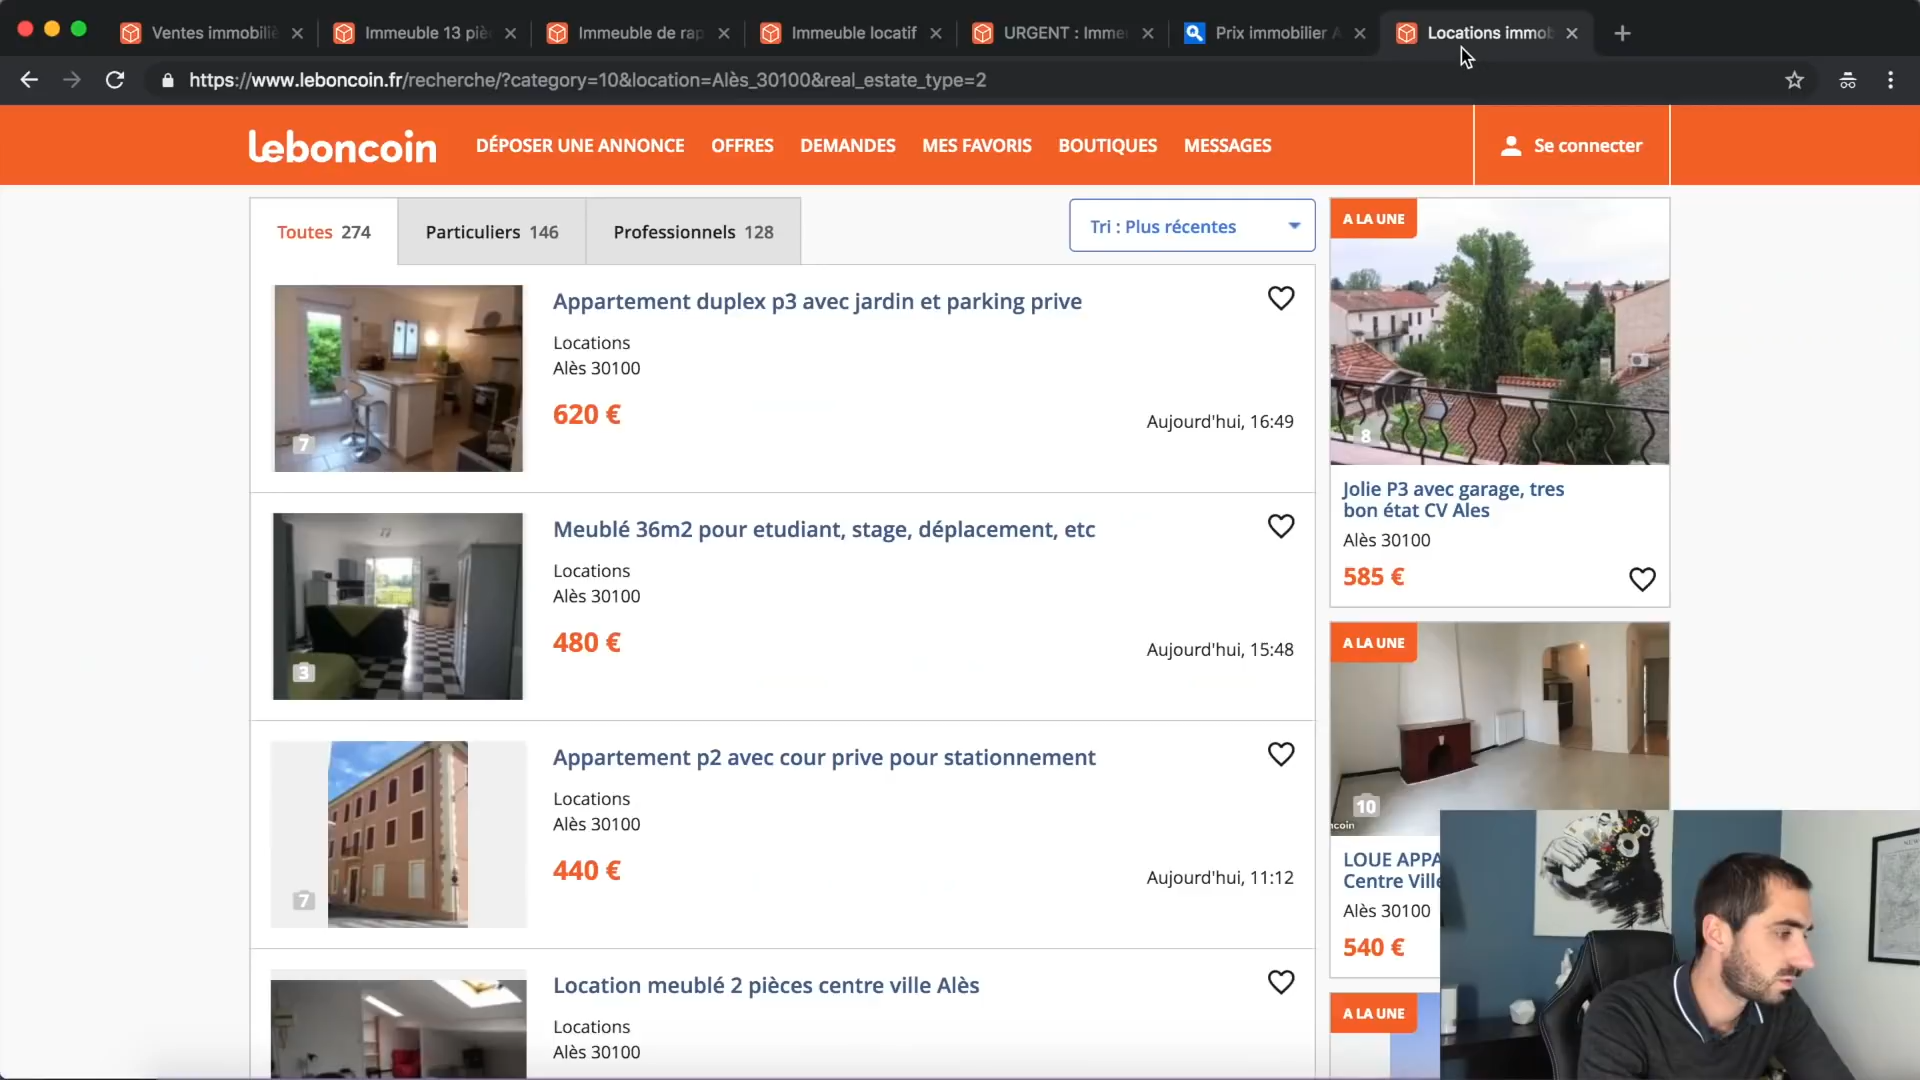 Ventes immobiliè
Immeuble 13 piè
Immeuble de rap
Immeuble locatif
URGENT : Imme
Prix immobilier A
Locations immob
https://www.leboncoin.fr/recherche/?category=10&location=Alès_30100&real_estate_type=2
leboncoin
DÉPOSER UNE ANNONCE
OFFRES
DEMANDES
MES FAVORIS
BOUTIQUES
MESSAGES
Se connecter
Toutes 274
Particuliers 146
Professionnels 128
Tri : Plus récentes
Appartement duplex p3 avec jardin et parking prive
Locations
Alès 30100
620 €
Aujourd'hui, 16:49
7
Meublé 36m2 pour etudiant, stage, déplacement, etc
Locations
Alès 30100
480 €
Aujourd'hui, 15:48
3
Appartement p2 avec cour prive pour stationnement
Locations
Alès 30100
440 €
Aujourd'hui, 11:12
7
Location meublé 2 pièces centre ville Alès
Locations
Alès 30100
A LA UNE
8
Jolie P3 avec garage, tres
bon état CV Ales
Alès 30100
585 €
A LA UNE
10
ncoin
LOUE APPA
Centre Ville
Alès 30100
540 €
A LA UNE